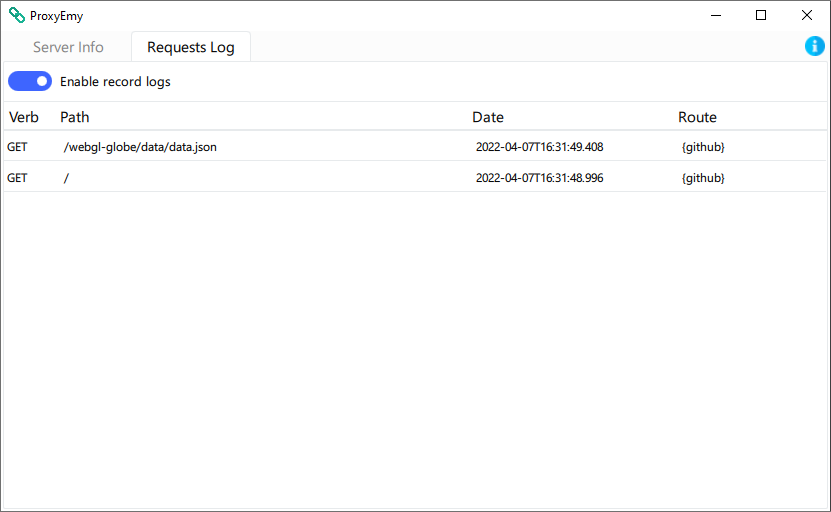 ProxyEmy
Server Info Requests Log
Enable record logs
Verb Path Date Route
GET /webgl-globe/data/data.json 2022-04-07T16:31:49.408 {github}
GET / 2022-04-07T16:31:48.996 {github}